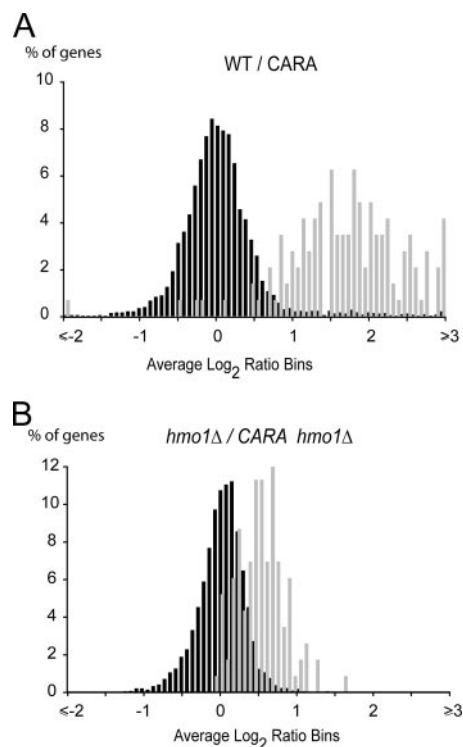 A
% of genes
WT / CARA
10
8
6
4
2
0
≤-2 -1 0 1 2 ≥3
Average Log2 Ratio Bins
B
% of genes
hmo1Δ / CARA hmo1Δ
12
10
8
6
4
2
0
≤-2 -1 0 1 2 ≥3
Average Log2 Ratio Bins